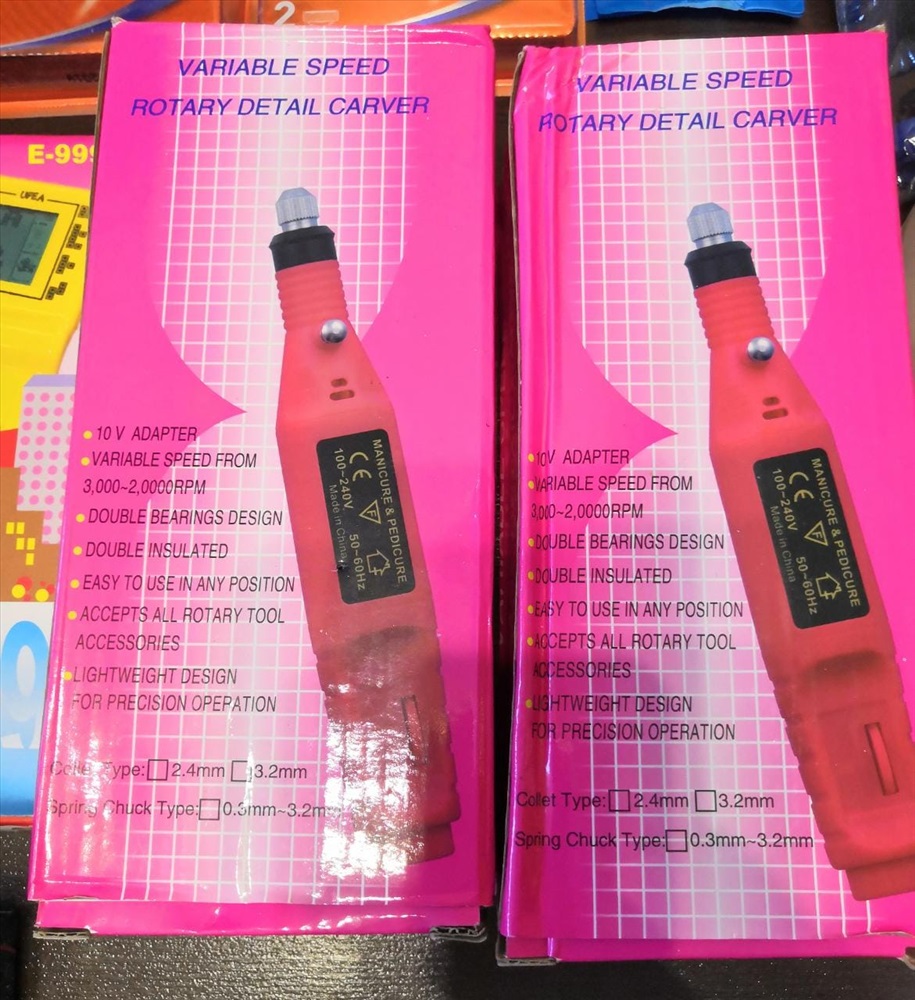 2
E-999
UREA
VARIABLE SPEED
ROTARY DETAIL CARVER
• 10 V ADAPTER
• VARIABLE SPEED FROM
3,000~2,0000RPM
• DOUBLE BEARINGS DESIGN
• DOUBLE INSULATED
• EASY TO USE IN ANY POSITION
• ACCEPTS ALL ROTARY TOOL
ACCESSORIES
• LIGHTWEIGHT DESIGN
FOR PRECISION OPERATION
Collet Type: 2.4mm 3.2mm
Spring Chuck Type: 0.3mm~3.2mm
MANICURE & PEDICURE
CE F
100~240V 50~60Hz
Made in China
9
VARIABLE SPEED
ROTARY DETAIL CARVER
• 10V ADAPTER
• VARIABLE SPEED FROM
3,000~2,0000RPM
• DOUBLE BEARINGS DESIGN
• DOUBLE INSULATED
• EASY TO USE IN ANY POSITION
• ACCEPTS ALL ROTARY TOOL
ACCESSORIES
• LIGHTWEIGHT DESIGN
FOR PRECISION OPERATION
Collet Type: 2.4mm 3.2mm
Spring Chuck Type: 0.3mm~3.2mm
MANICURE & PEDICURE
CE F
100~240V 50~60Hz
Made in China